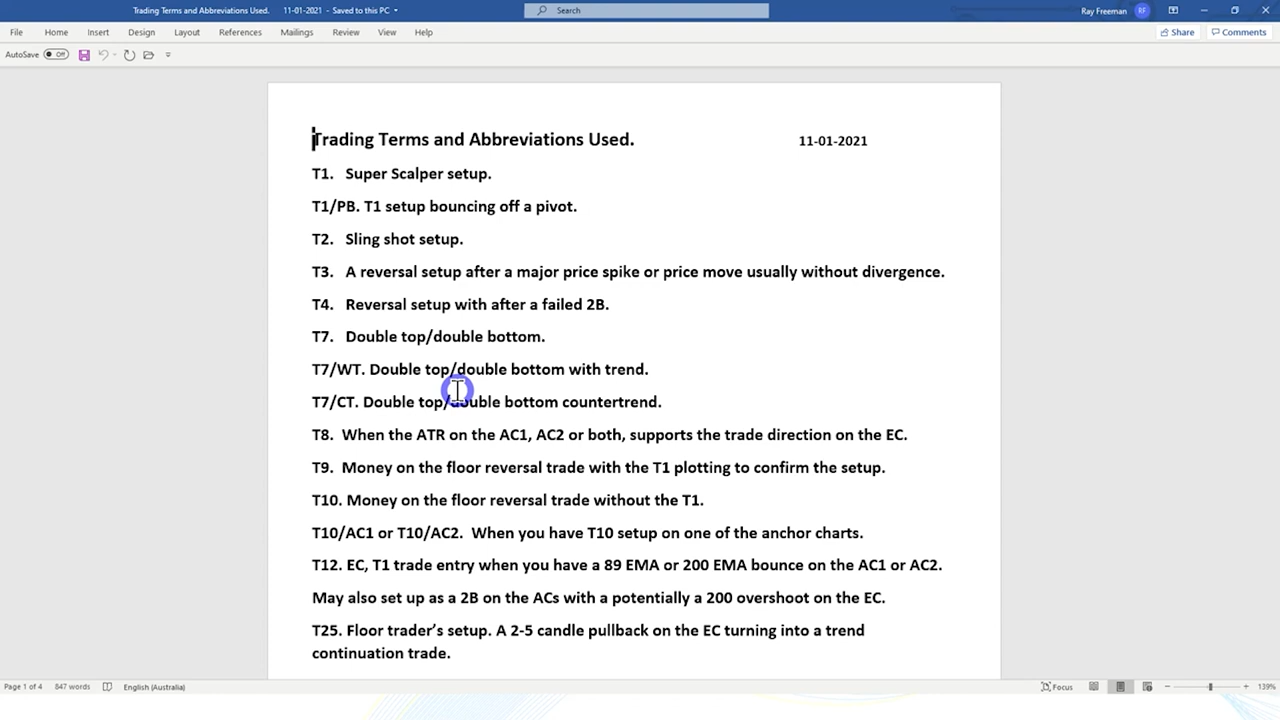 Trading Terms and Abbreviations Used. 11-01-2021 - Saved to this PC
Search
Ray Freeman RF
File Home Insert Design Layout References Mailings Review View Help Share Comments
AutoSave Off
Trading Terms and Abbreviations Used. 11-01-2021
T1. Super Scalper setup.
T1/PB. T1 setup bouncing off a pivot.
T2. Sling shot setup.
T3. A reversal setup after a major price spike or price move usually without divergence.
T4. Reversal setup with after a failed 2B.
T7. Double top/double bottom.
T7/WT. Double top/double bottom with trend.
T7/CT. Double top/double bottom countertrend.
T8. When the ATR on the AC1, AC2 or both, supports the trade direction on the EC.
T9. Money on the floor reversal trade with the T1 plotting to confirm the setup.
T10. Money on the floor reversal trade without the T1.
T10/AC1 or T10/AC2. When you have T10 setup on one of the anchor charts.
T12. EC, T1 trade entry when you have a 89 EMA or 200 EMA bounce on the AC1 or AC2.
May also set up as a 2B on the ACs with a potentially a 200 overshoot on the EC.
T25. Floor trader’s setup. A 2-5 candle pullback on the EC turning into a trend
continuation trade.
Page 1 of 4 847 words English (Australia) Focus 139%